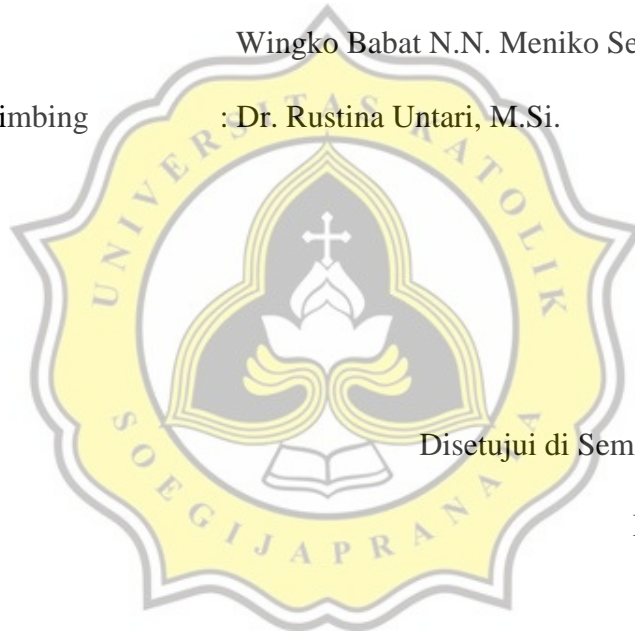 Wingko Babat N.N. Meniko Se
imbing : Dr. Rustina Untari, M.Si.
UNIVERSITAS KATOLIK
SOEGIJAPRANATA
Disetujui di Sem